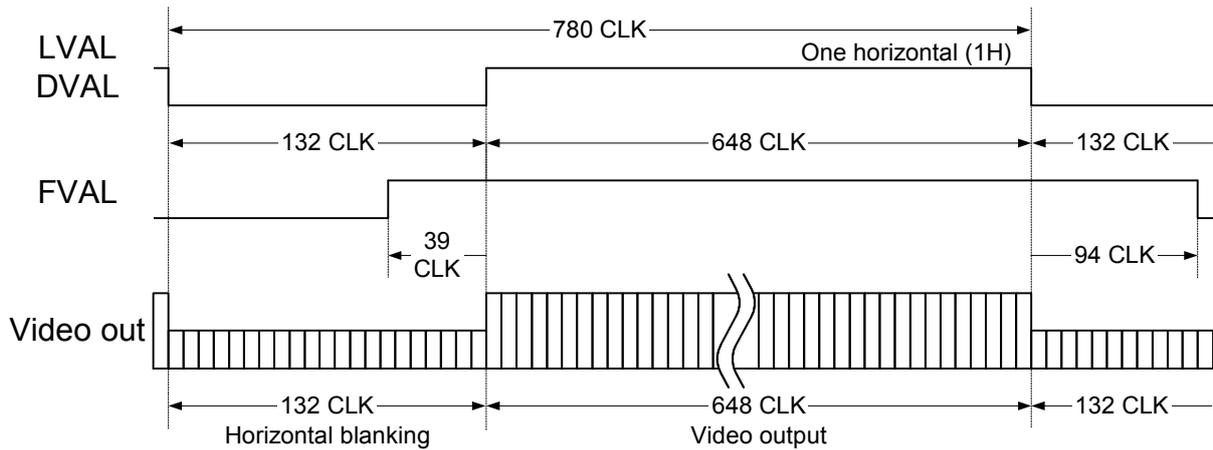 780 CLK
LVAL
One horizontal (1H)
DVAL
132 CLK
648 CLK
132 CLK
FVAL
39
CLK
94 CLK
Video out
132 CLK
648 CLK
132 CLK
Horizontal blanking
Video output